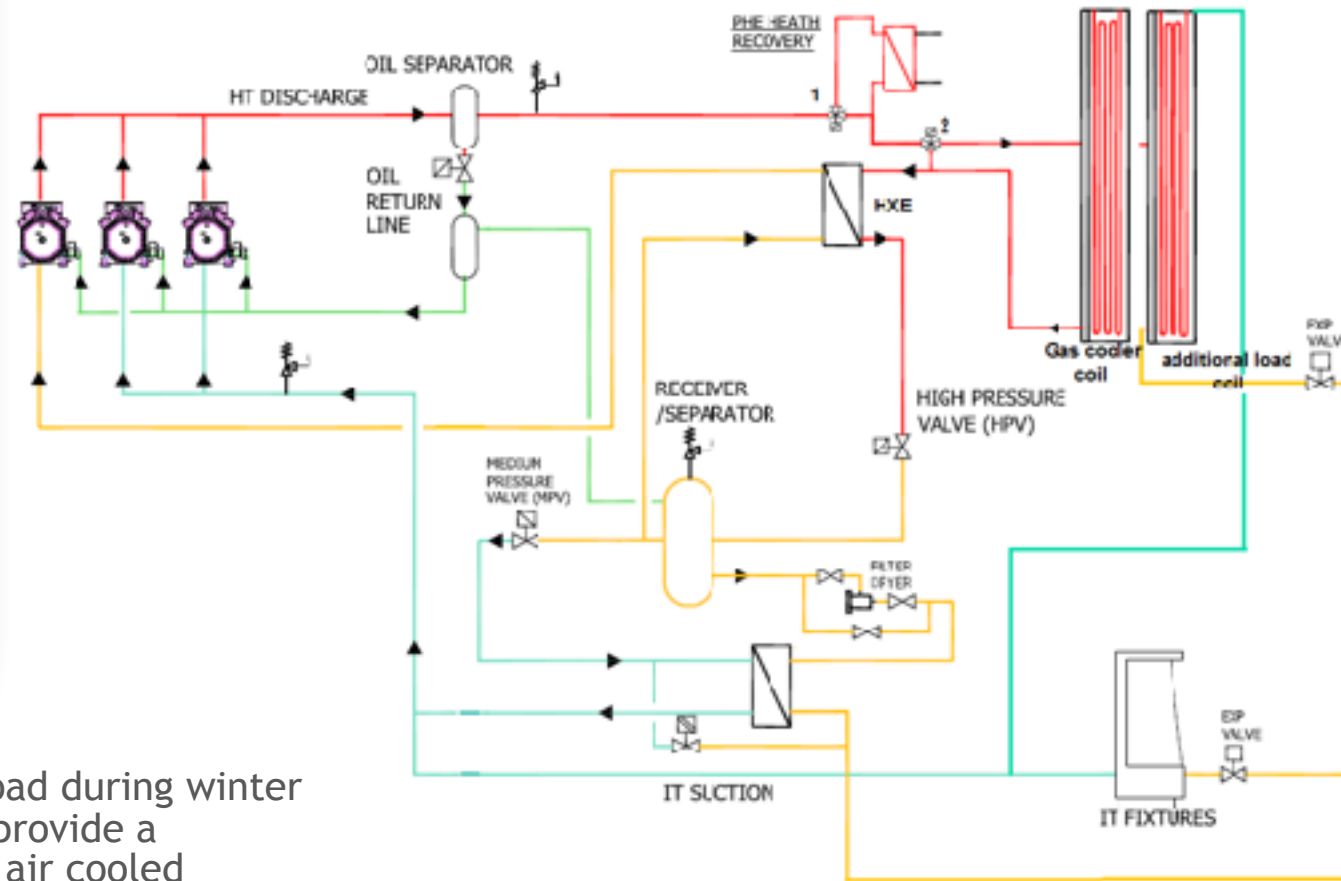 PHE HEATH
RECOVERY
OIL SEPARATOR
HT DISCHARGE
1
2
OIL
RETURN
LINE
HXE
Gas cooler
coil
additional load
coil
EXP
VALV
HIGH PRESSURE
VALVE (HPV)
RECEIVER
/SEPARATOR
MEDIUM
PRESSURE
VALVE (MPV)
FILTER
DRYER
EXP
VALVE
IT SUCTION
IT FIXTURES
oad during winter
provide a
air cooled